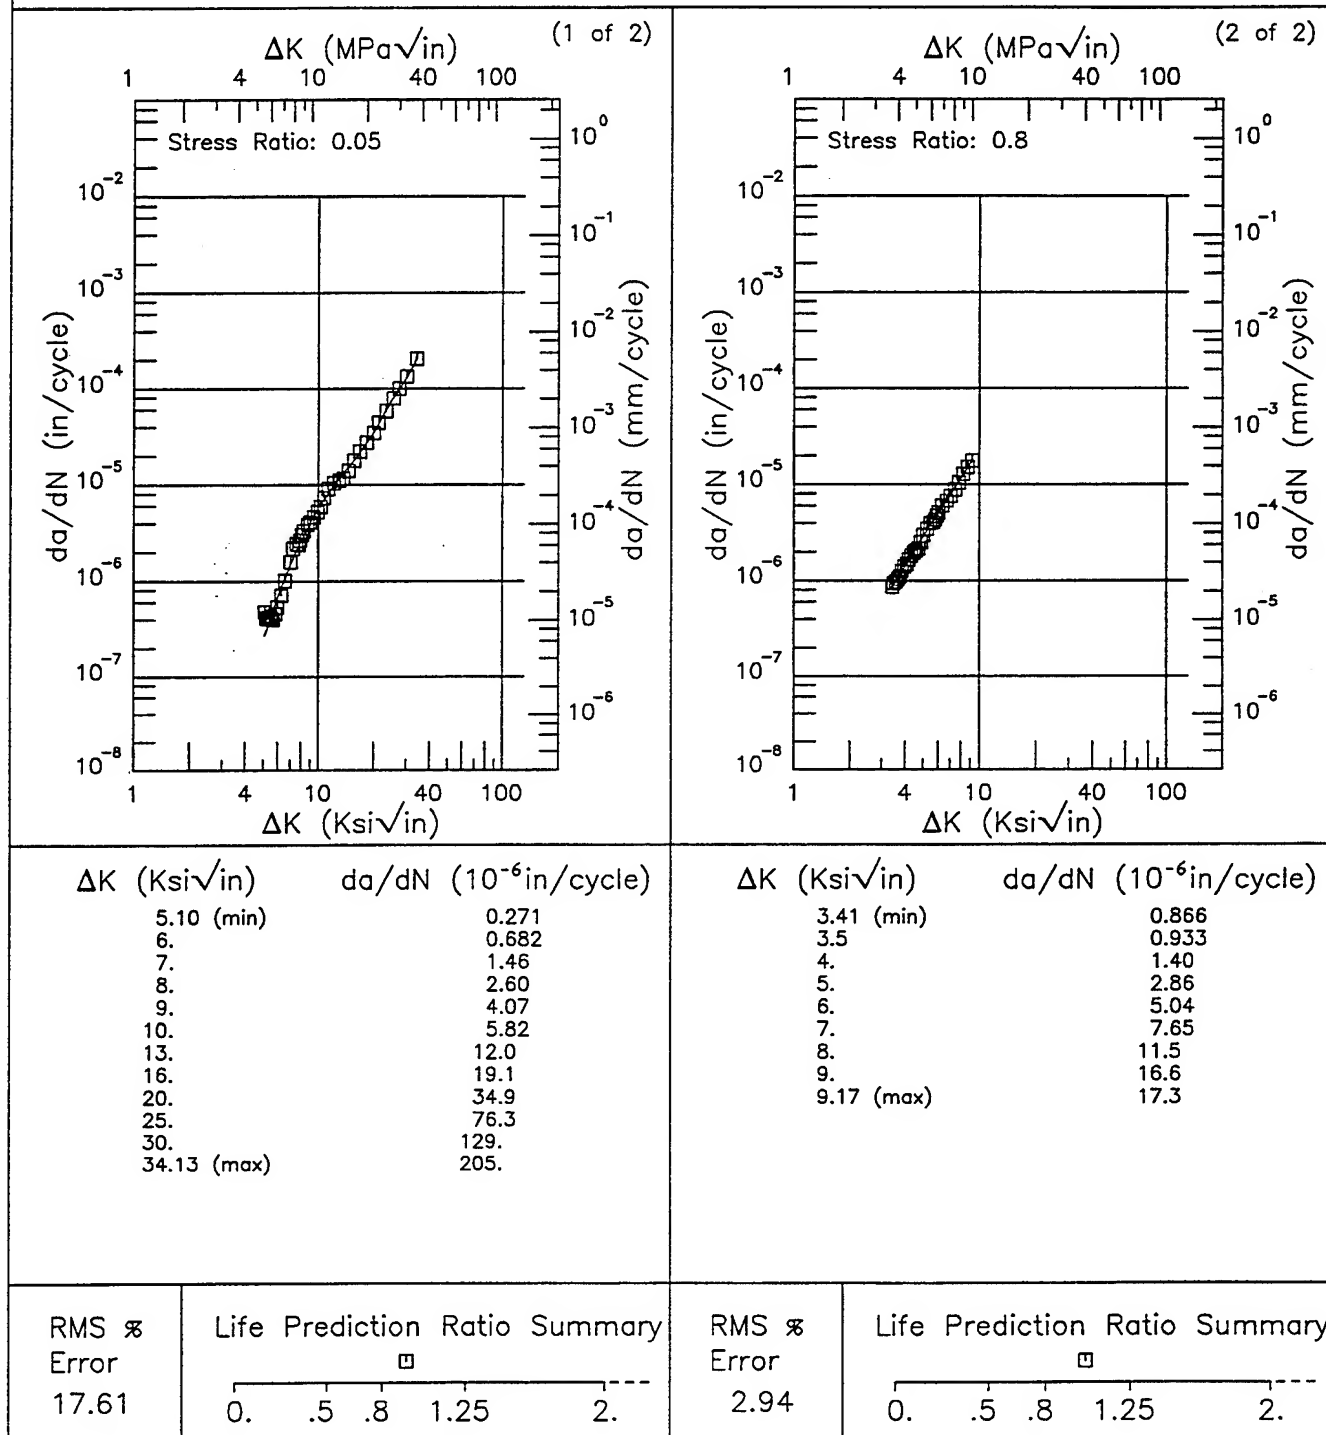 (1 of 2)
ΔK (MPa√in)
1 4 10 40 100
Stress Ratio: 0.05
10⁻²
10⁻³
10⁻⁴
10⁻⁵
10⁻⁶
10⁻⁷
10⁻⁸
da/dN (in/cycle)
10⁰
10⁻¹
10⁻²
10⁻³
10⁻⁴
10⁻⁵
10⁻⁶
da/dN (mm/cycle)
1 4 10 40 100
ΔK (Ksi√in)
ΔK (Ksi√in) da/dN (10⁻⁶in/cycle)
5.10 (min) 0.271
6. 0.682
7. 1.46
8. 2.60
9. 4.07
10. 5.82
13. 12.0
16. 19.1
20. 34.9
25. 76.3
30. 129.
34.13 (max) 205.
RMS %
Error
17.61
Life Prediction Ratio Summary
0. .5 .8 1.25 2.
(2 of 2)
ΔK (MPa√in)
1 4 10 40 100
Stress Ratio: 0.8
10⁻²
10⁻³
10⁻⁴
10⁻⁵
10⁻⁶
10⁻⁷
10⁻⁸
da/dN (in/cycle)
10⁰
10⁻¹
10⁻²
10⁻³
10⁻⁴
10⁻⁵
10⁻⁶
da/dN (mm/cycle)
1 4 10 40 100
ΔK (Ksi√in)
ΔK (Ksi√in) da/dN (10⁻⁶in/cycle)
3.41 (min) 0.866
3.5 0.933
4. 1.40
5. 2.86
6. 5.04
7. 7.65
8. 11.5
9. 16.6
9.17 (max) 17.3
RMS %
Error
2.94
Life Prediction Ratio Summary
0. .5 .8 1.25 2.